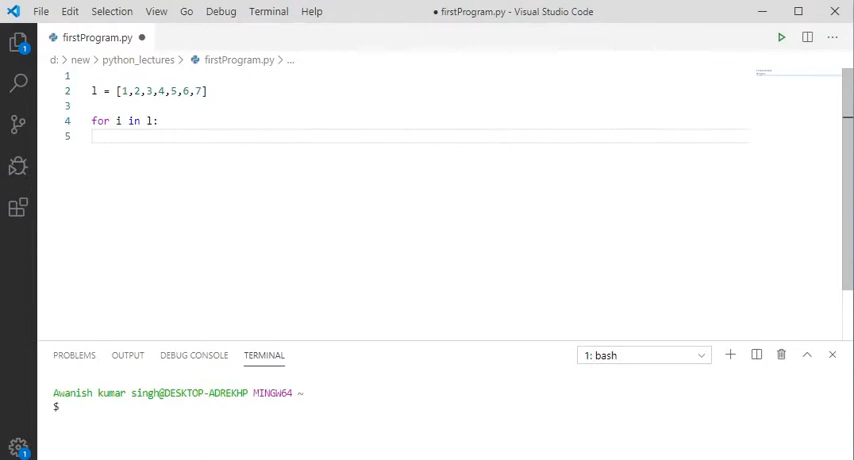 File Edit Selection View Go Debug Terminal Help
● firstProgram.py - Visual Studio Code
firstProgram.py ●
d: > new > python_lectures > firstProgram.py > ...
1
2 l = [1,2,3,4,5,6,7]
3
4 for i in l:
5
PROBLEMS OUTPUT DEBUG CONSOLE TERMINAL
1: bash
Awanish kumar singh@DESKTOP-ADREKHP MINGW64 ~
$
1
1